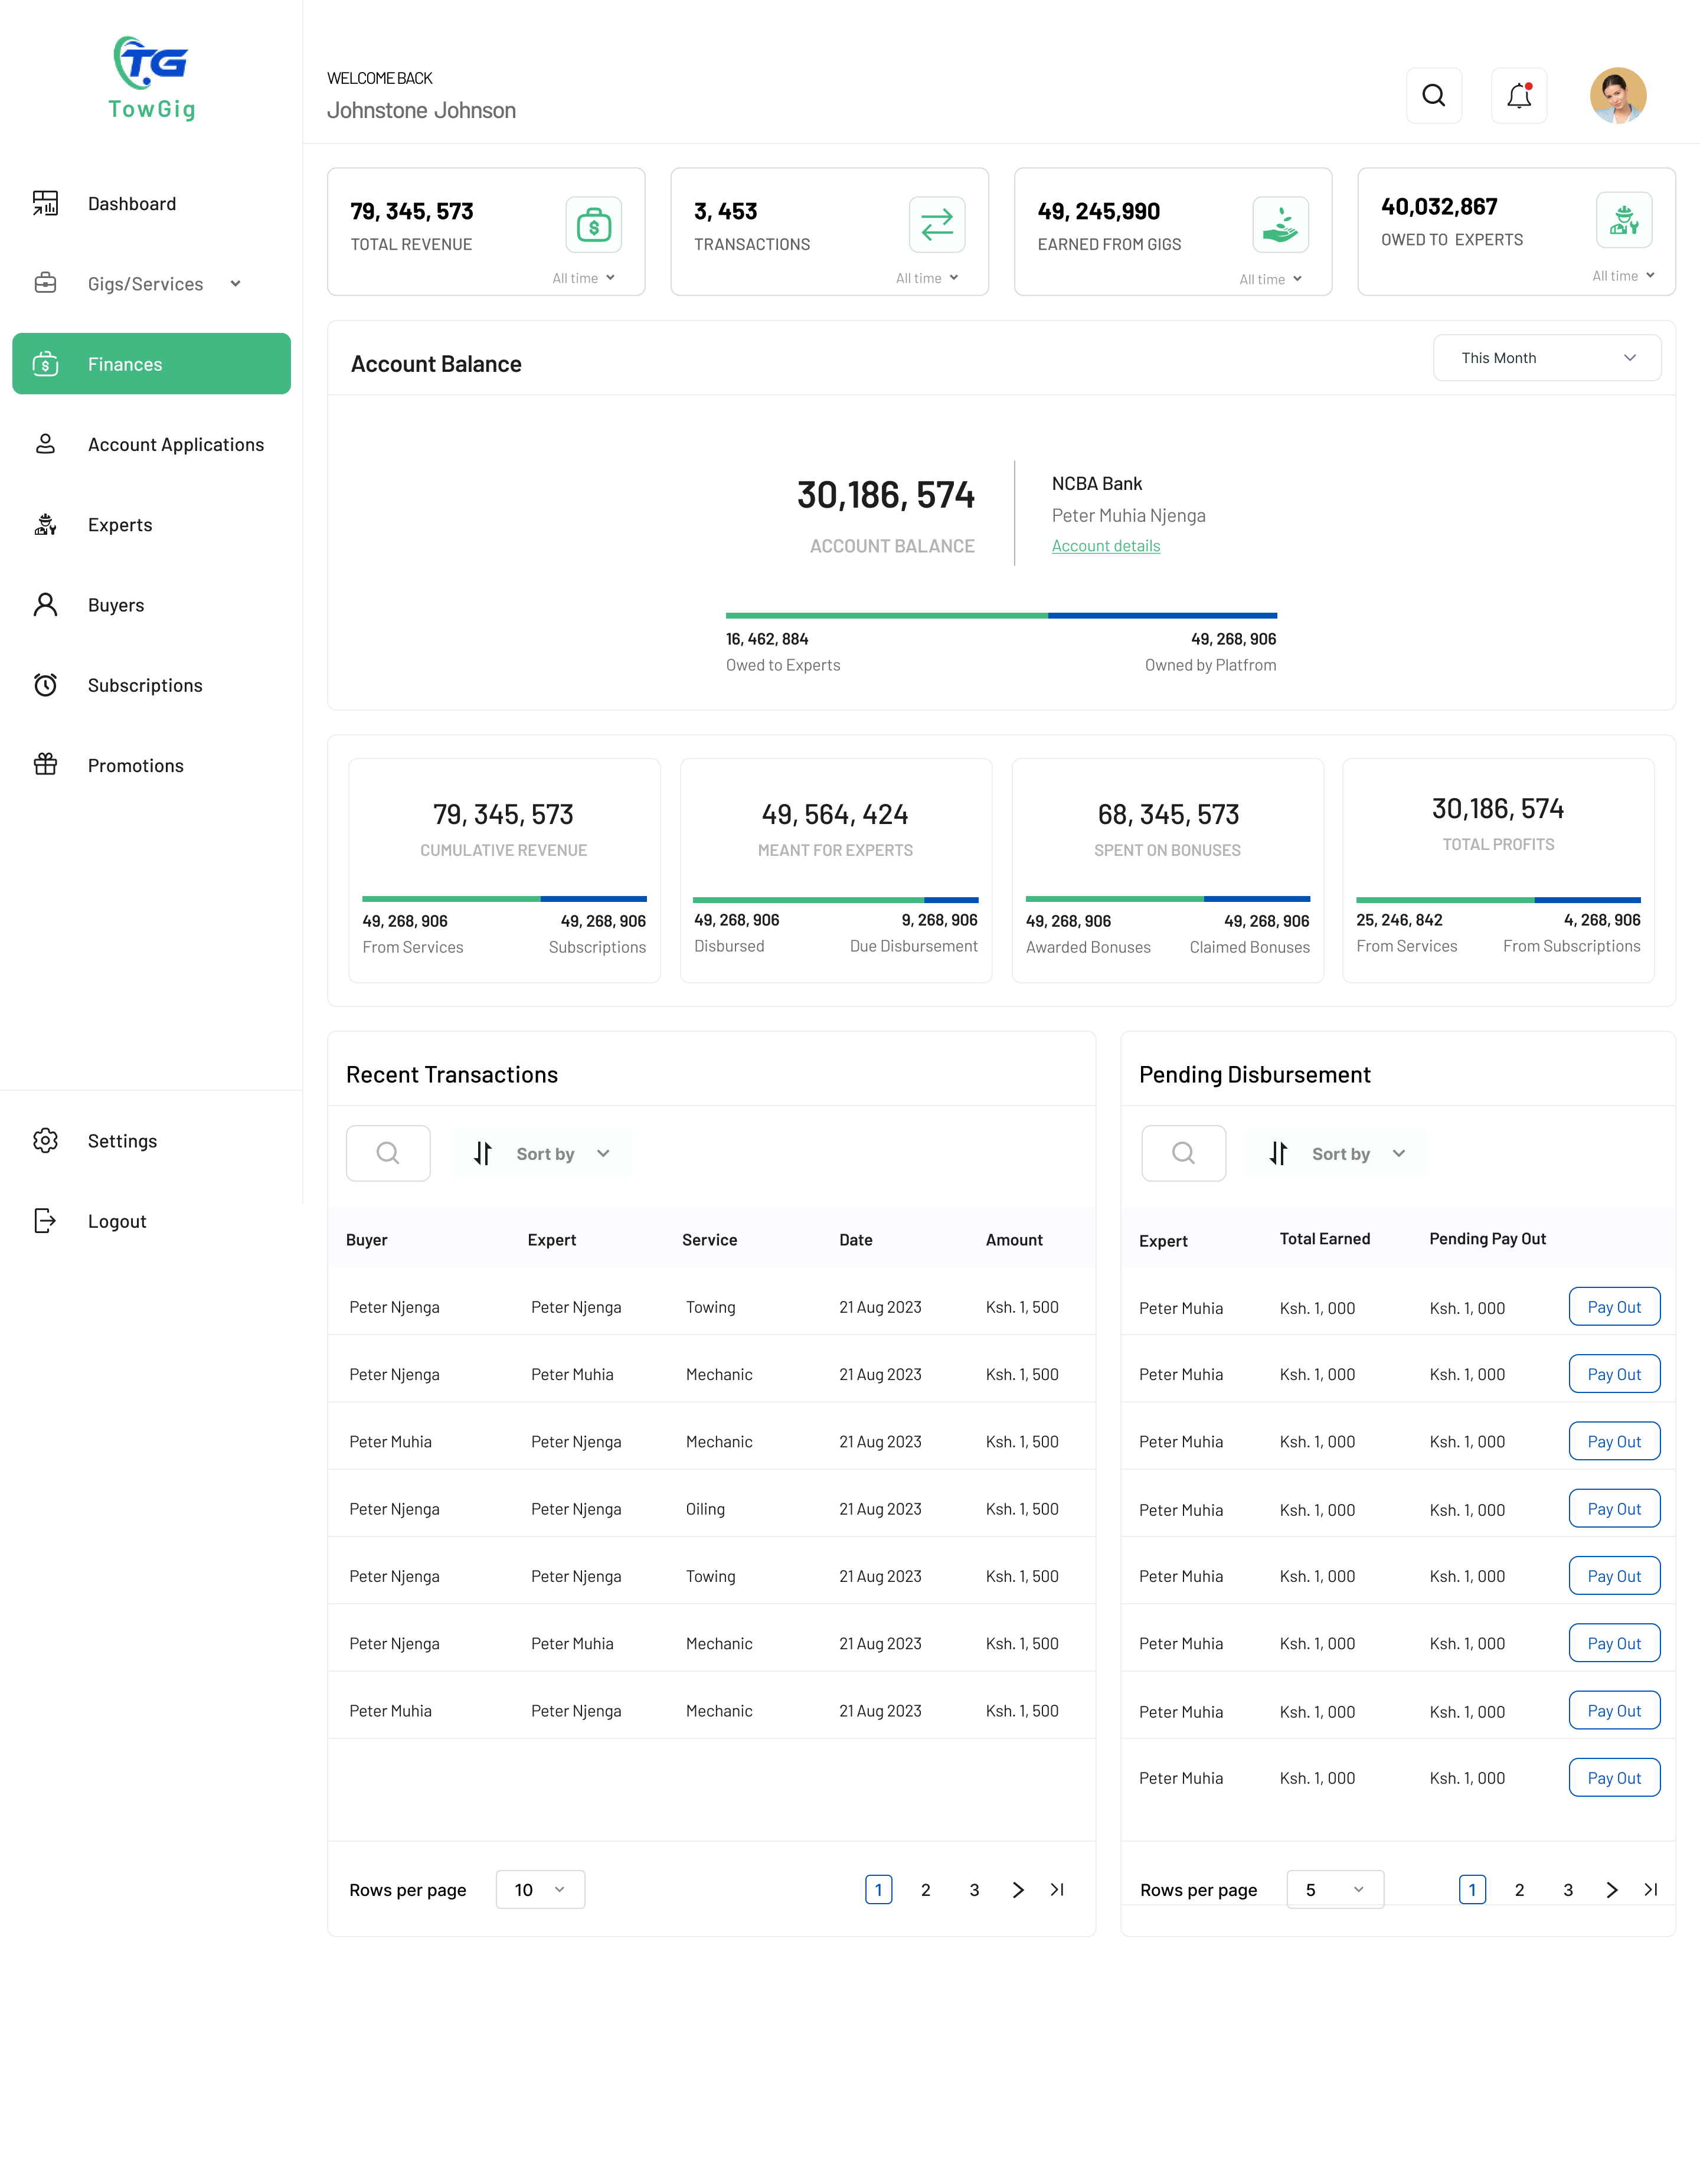 TG
TowGig
Dashboard
Gigs/Services
Finances
Account Applications
Experts
Buyers
Subscriptions
Promotions
Settings
Logout
WELCOME BACK
Johnstone Johnson
79, 345, 573
TOTAL REVENUE
All time
3, 453
TRANSACTIONS
All time
49, 245,990
EARNED FROM GIGS
All time
40,032,867
OWED TO EXPERTS
All time
Account Balance
This Month
30,186, 574
ACCOUNT BALANCE
NCBA Bank
Peter Muhia Njenga
Account details
16, 462, 884 49, 268, 906
Owed to Experts Owned by Platfrom
79, 345, 573
CUMULATIVE REVENUE
49, 268, 906 49, 268, 906
From Services Subscriptions
49, 564, 424
MEANT FOR EXPERTS
49, 268, 906 9, 268, 906
Disbursed Due Disbursement
68, 345, 573
SPENT ON BONUSES
49, 268, 906 49, 268, 906
Awarded Bonuses Claimed Bonuses
30,186, 574
TOTAL PROFITS
25, 246, 842 4, 268, 906
From Services From Subscriptions
Recent Transactions
Sort by
Buyer Expert Service Date Amount
Peter Njenga Peter Njenga Towing 21 Aug 2023 Ksh. 1, 500
Peter Njenga Peter Muhia Mechanic 21 Aug 2023 Ksh. 1, 500
Peter Muhia Peter Njenga Mechanic 21 Aug 2023 Ksh. 1, 500
Peter Njenga Peter Njenga Oiling 21 Aug 2023 Ksh. 1, 500
Peter Njenga Peter Njenga Towing 21 Aug 2023 Ksh. 1, 500
Peter Njenga Peter Muhia Mechanic 21 Aug 2023 Ksh. 1, 500
Peter Muhia Peter Njenga Mechanic 21 Aug 2023 Ksh. 1, 500
Rows per page 10 1 2 3
Pending Disbursement
Sort by
Expert Total Earned Pending Pay Out
Peter Muhia Ksh. 1, 000 Ksh. 1, 000 Pay Out
Peter Muhia Ksh. 1, 000 Ksh. 1, 000 Pay Out
Peter Muhia Ksh. 1, 000 Ksh. 1, 000 Pay Out
Peter Muhia Ksh. 1, 000 Ksh. 1, 000 Pay Out
Peter Muhia Ksh. 1, 000 Ksh. 1, 000 Pay Out
Peter Muhia Ksh. 1, 000 Ksh. 1, 000 Pay Out
Peter Muhia Ksh. 1, 000 Ksh. 1, 000 Pay Out
Peter Muhia Ksh. 1, 000 Ksh. 1, 000 Pay Out
Rows per page 5 1 2 3